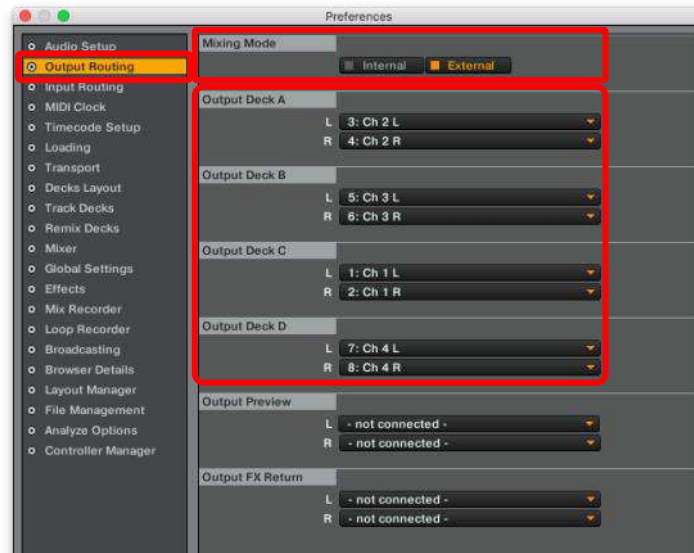 Preferences
Audio Setup
Output Routing
Input Routing
MIDI Clock
Timecode Setup
Loading
Transport
Decks Layout
Track Decks
Remix Decks
Mixer
Global Settings
Effects
Mix Recorder
Loop Recorder
Broadcasting
Browser Details
Layout Manager
File Management
Analyze Options
Controller Manager
Mixing Mode
Internal External
Output Deck A
L 3: Ch 2 L
R 4: Ch 2 R
Output Deck B
L 5: Ch 3 L
R 6: Ch 3 R
Output Deck C
L 1: Ch 1 L
R 2: Ch 1 R
Output Deck D
L 7: Ch 4 L
R 8: Ch 4 R
Output Preview
L - not connected -
R - not connected -
Output FX Return
L - not connected -
R - not connected -